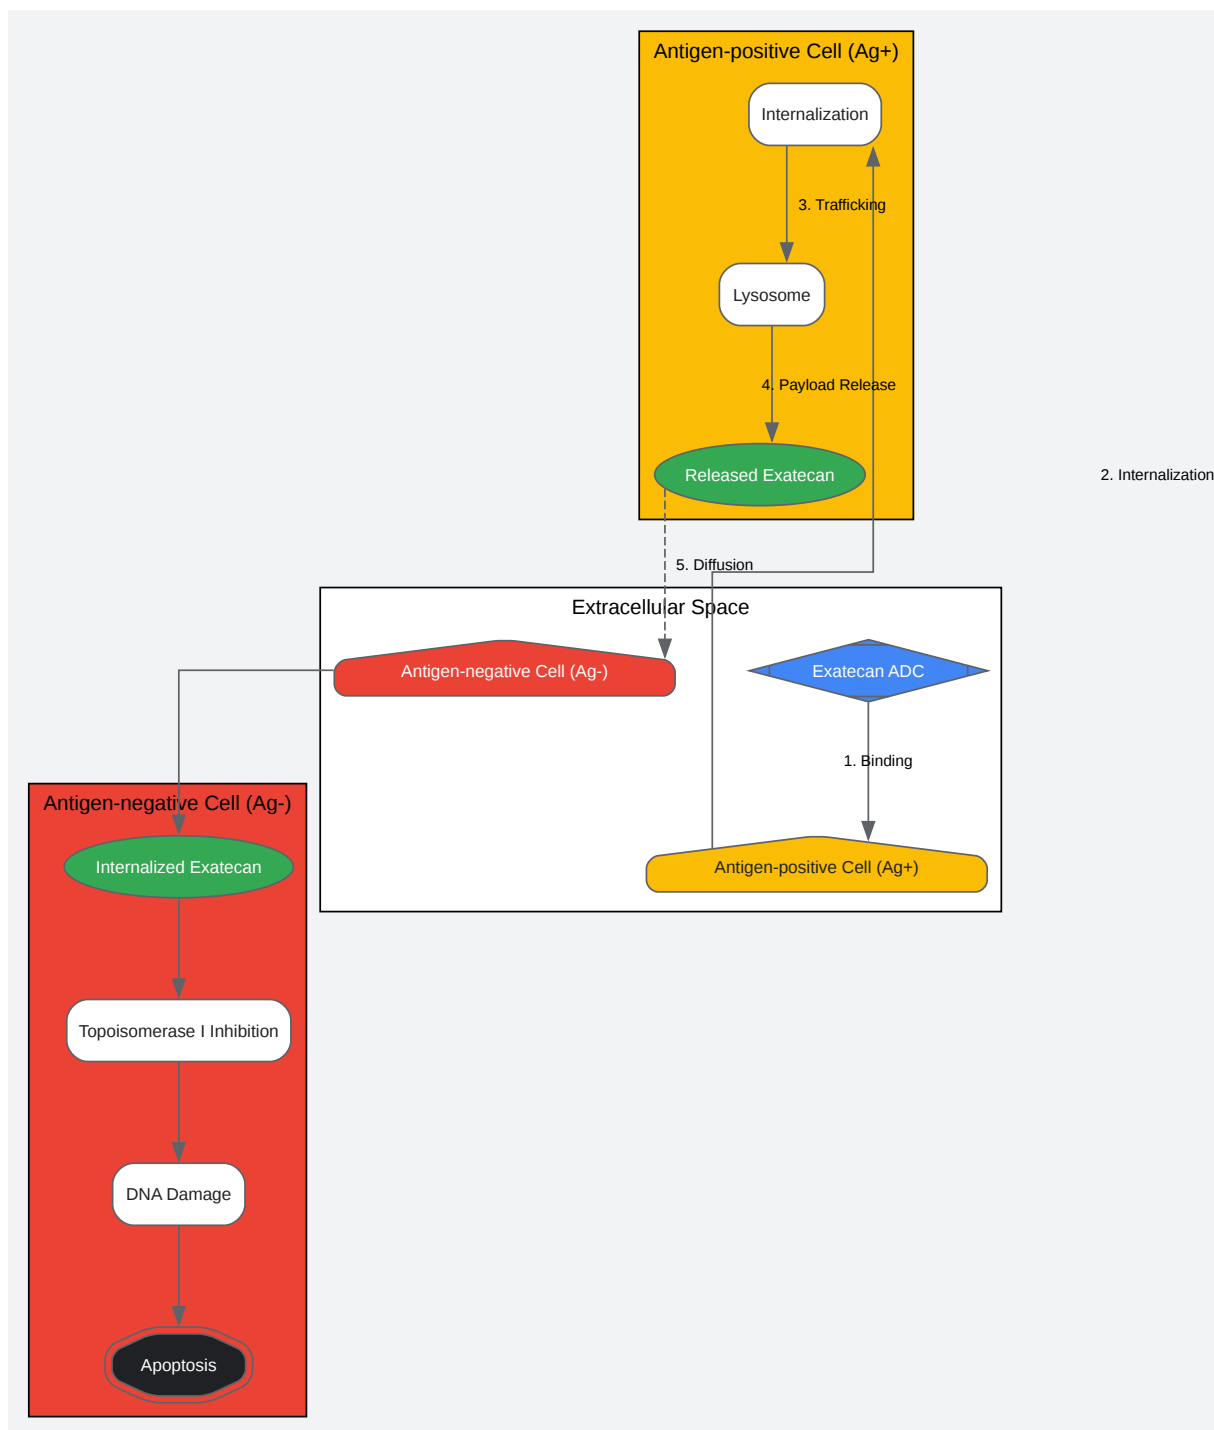 Antigen-positive Cell (Ag+)
Internalization
3. Trafficking
Lysosome
4. Payload Release
Released Exatecan
2. Internalization
5. Diffusion
Extracellular Space
Antigen-negative Cell (Ag-)
Exatecan ADC
1. Binding
Antigen-positive Cell (Ag+)
Antigen-negative Cell (Ag-)
Internalized Exatecan
Topoisomerase I Inhibition
DNA Damage
Apoptosis